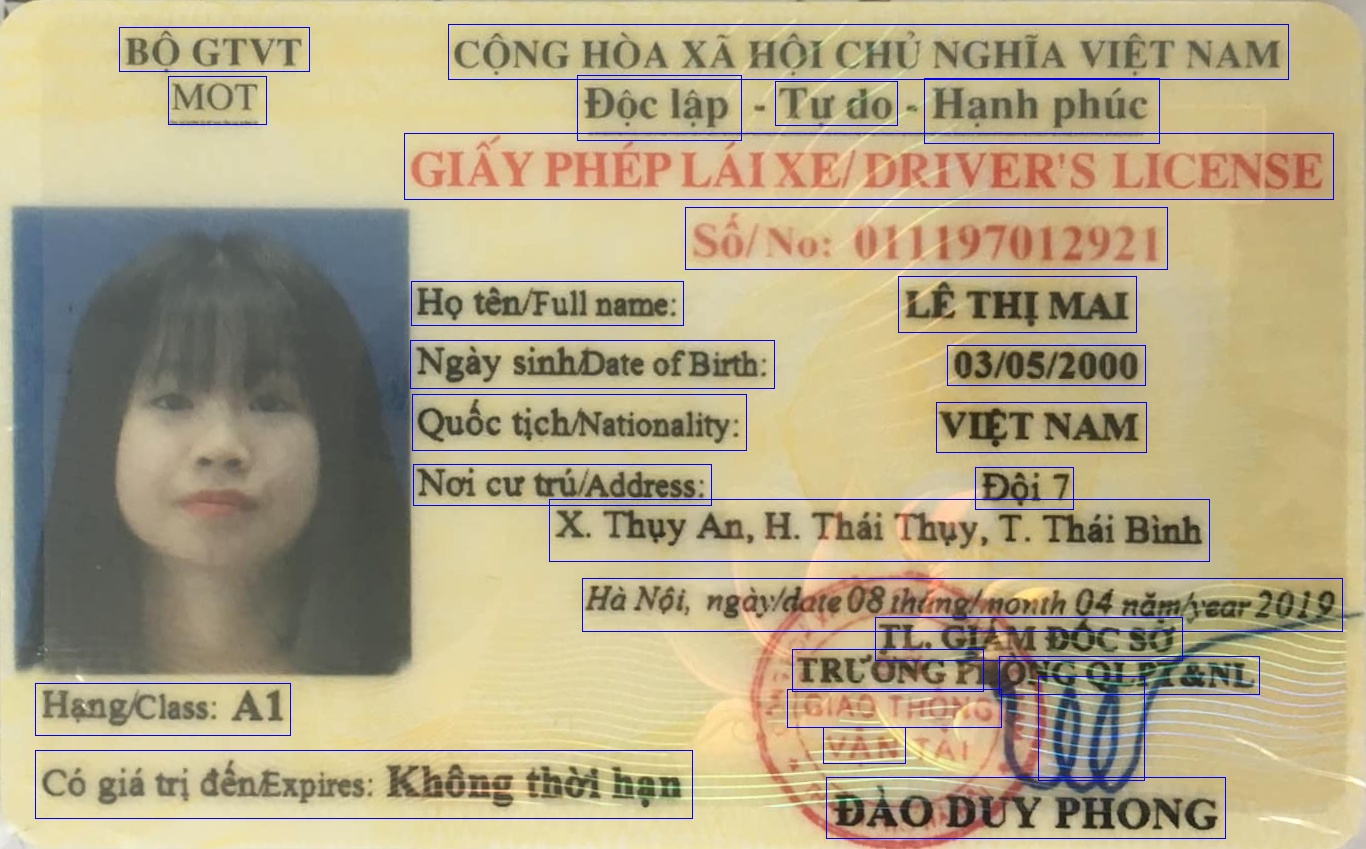 BỘ GTVT
MOT
CỘNG HÒA XÃ HỘI CHỦ NGHĨA VIỆT NAM
Độc lập - Tự do - Hạnh phúc
GIẤY PHÉP LÁI XE/ DRIVER'S LICENSE
Số/ No: 011197012921
Họ tên/Full name: LÊ THỊ MAI
Ngày sinh/Date of Birth: 03/05/2000
Quốc tịch/Nationality: VIỆT NAM
Nơi cư trú/Address: Đội 7
X. Thụy An, H. Thái Thụy, T. Thái Bình
Hà Nội, ngày/date 08 tháng/month 04 năm/year 2019
TL. GIÁM ĐỐC SỞ
TRƯỞNG PHÒNG QLPT&NL
GIAO THÔNG
VẬN TẢI
ĐÀO DUY PHONG
Hạng/Class: A1
Có giá trị đến/Expires: Không thời hạn